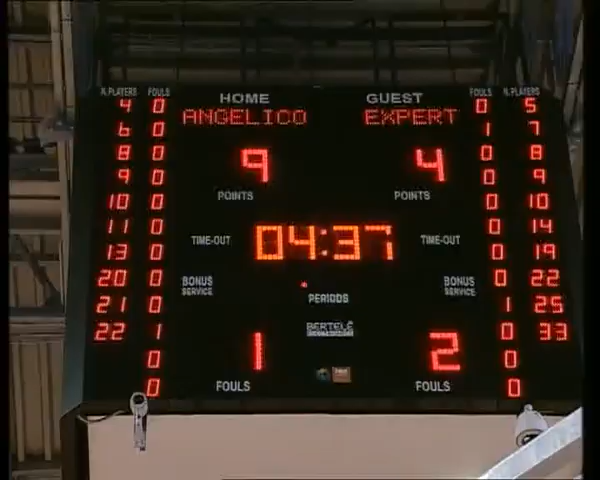 N.PLAYERS FOULS HOME GUEST FOULS N.PLAYERS
4 0 ANGELICO EXPERT 0 5
6 0 1 7
8 0 9 4 0 8
9 0 0 9
10 0 POINTS POINTS 0 10
11 0 TIME-OUT 04:37 TIME-OUT 0 14
13 0 0 19
20 0 BONUS SERVICE BONUS SERVICE 0 22
21 0 PERIODS 1 25
22 1 BERTELÈ 0 33
0 1 2 0
0 FOULS FOULS 0